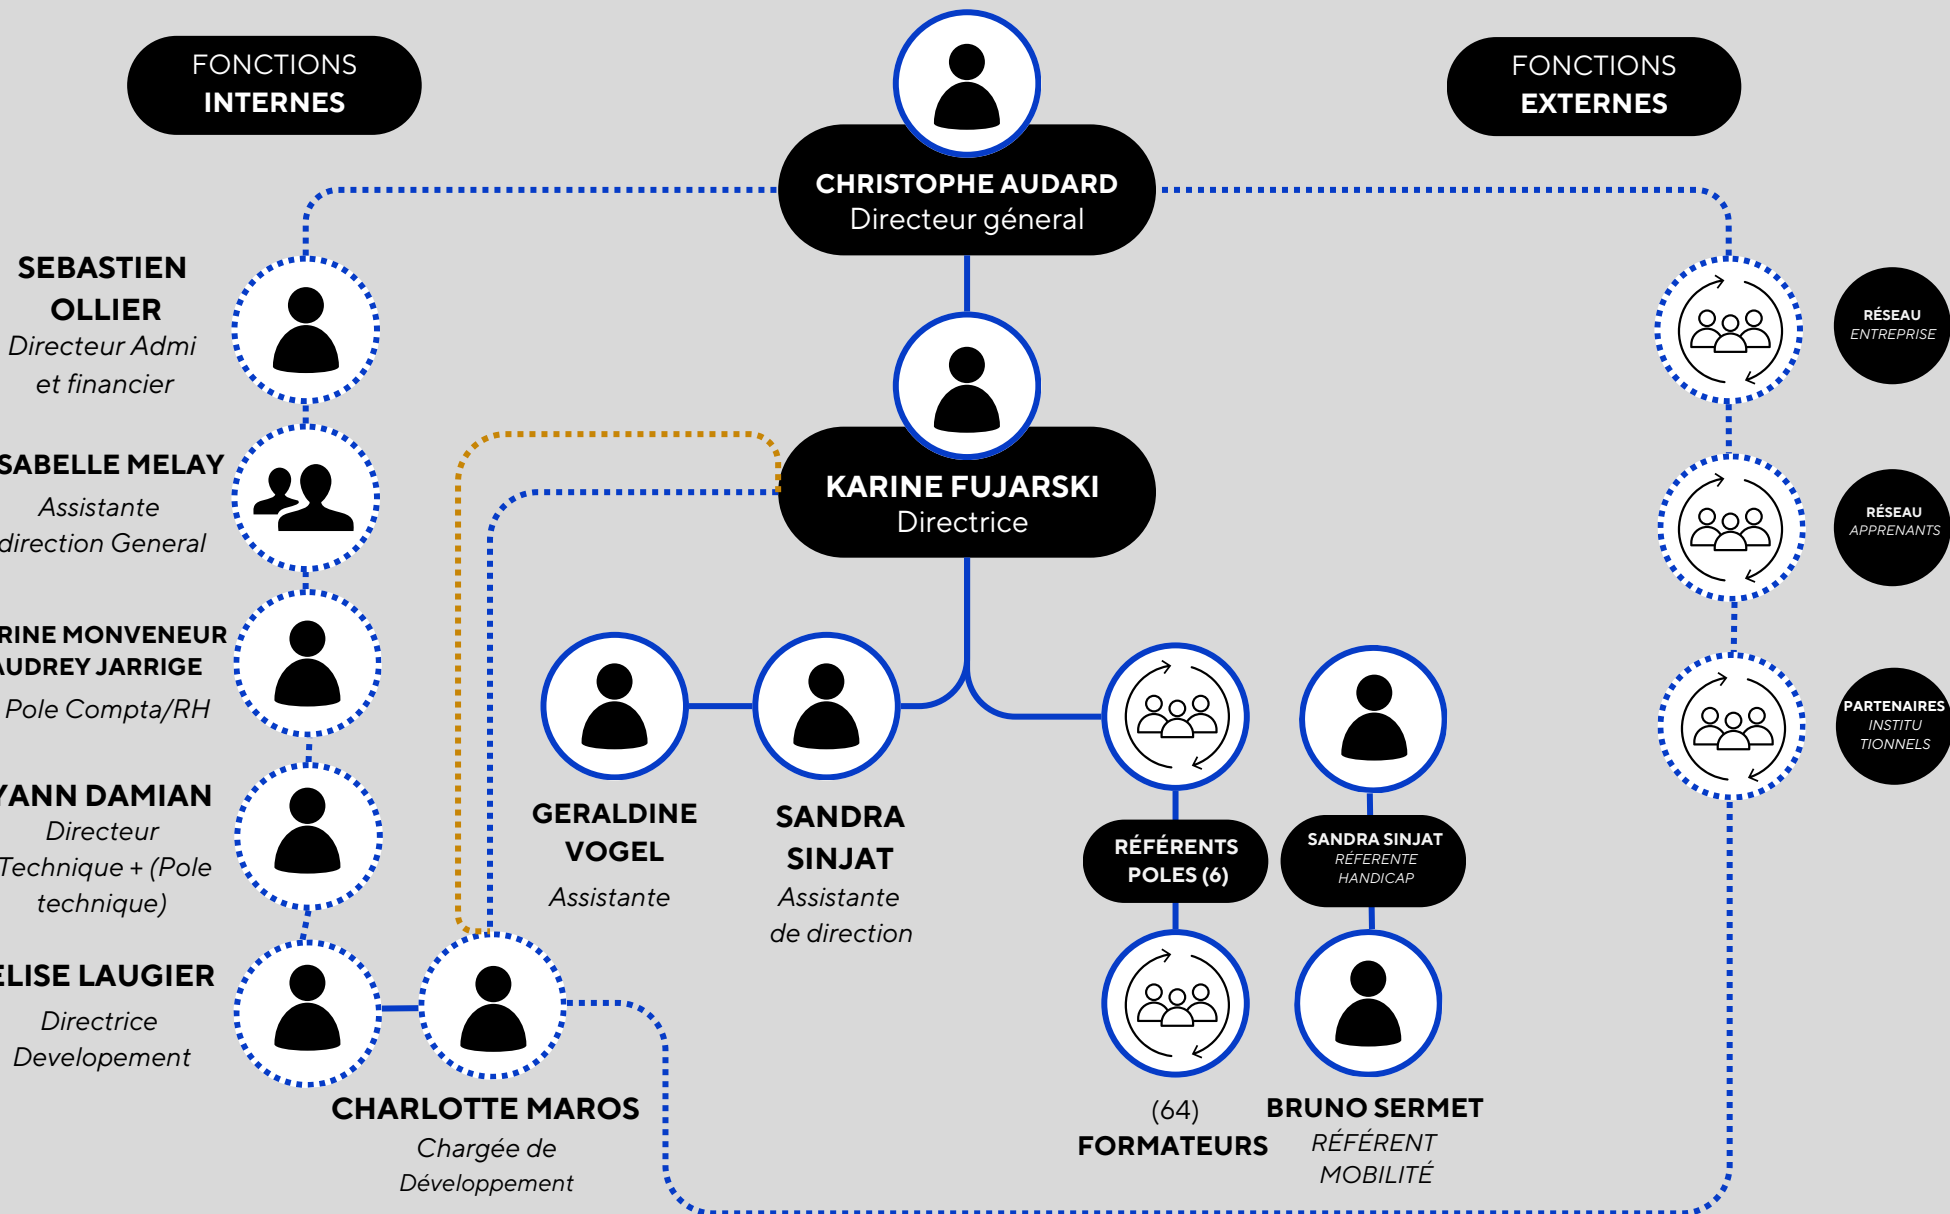 FONCTIONS
INTERNES
FONCTIONS
EXTERNES
CHRISTOPHE AUDARD
Directeur géneral
SEBASTIEN
OLLIER
Directeur Admi
et financier
RÉSEAU
ENTREPRISE
SABELLE MELAY
Assistante
direction General
KARINE FUJARSKI
Directrice
RÉSEAU
APPRENANTS
RINE MONVENEUR
AUDREY JARRIGE
Pole Compta/RH
PARTENAIRES
INSTITU
TIONNELS
YANN DAMIAN
Directeur
Technique + (Pole
technique)
GERALDINE
VOGEL
Assistante
SANDRA
SINJAT
Assistante
de direction
RÉFÉRENTS
POLES (6)
SANDRA SINJAT
RÉFERENTE
HANDICAP
ELISE LAUGIER
Directrice
Developement
CHARLOTTE MAROS
Chargée de
Développement
(64)
FORMATEURS
BRUNO SERMET
RÉFÉRENT
MOBILITÉ